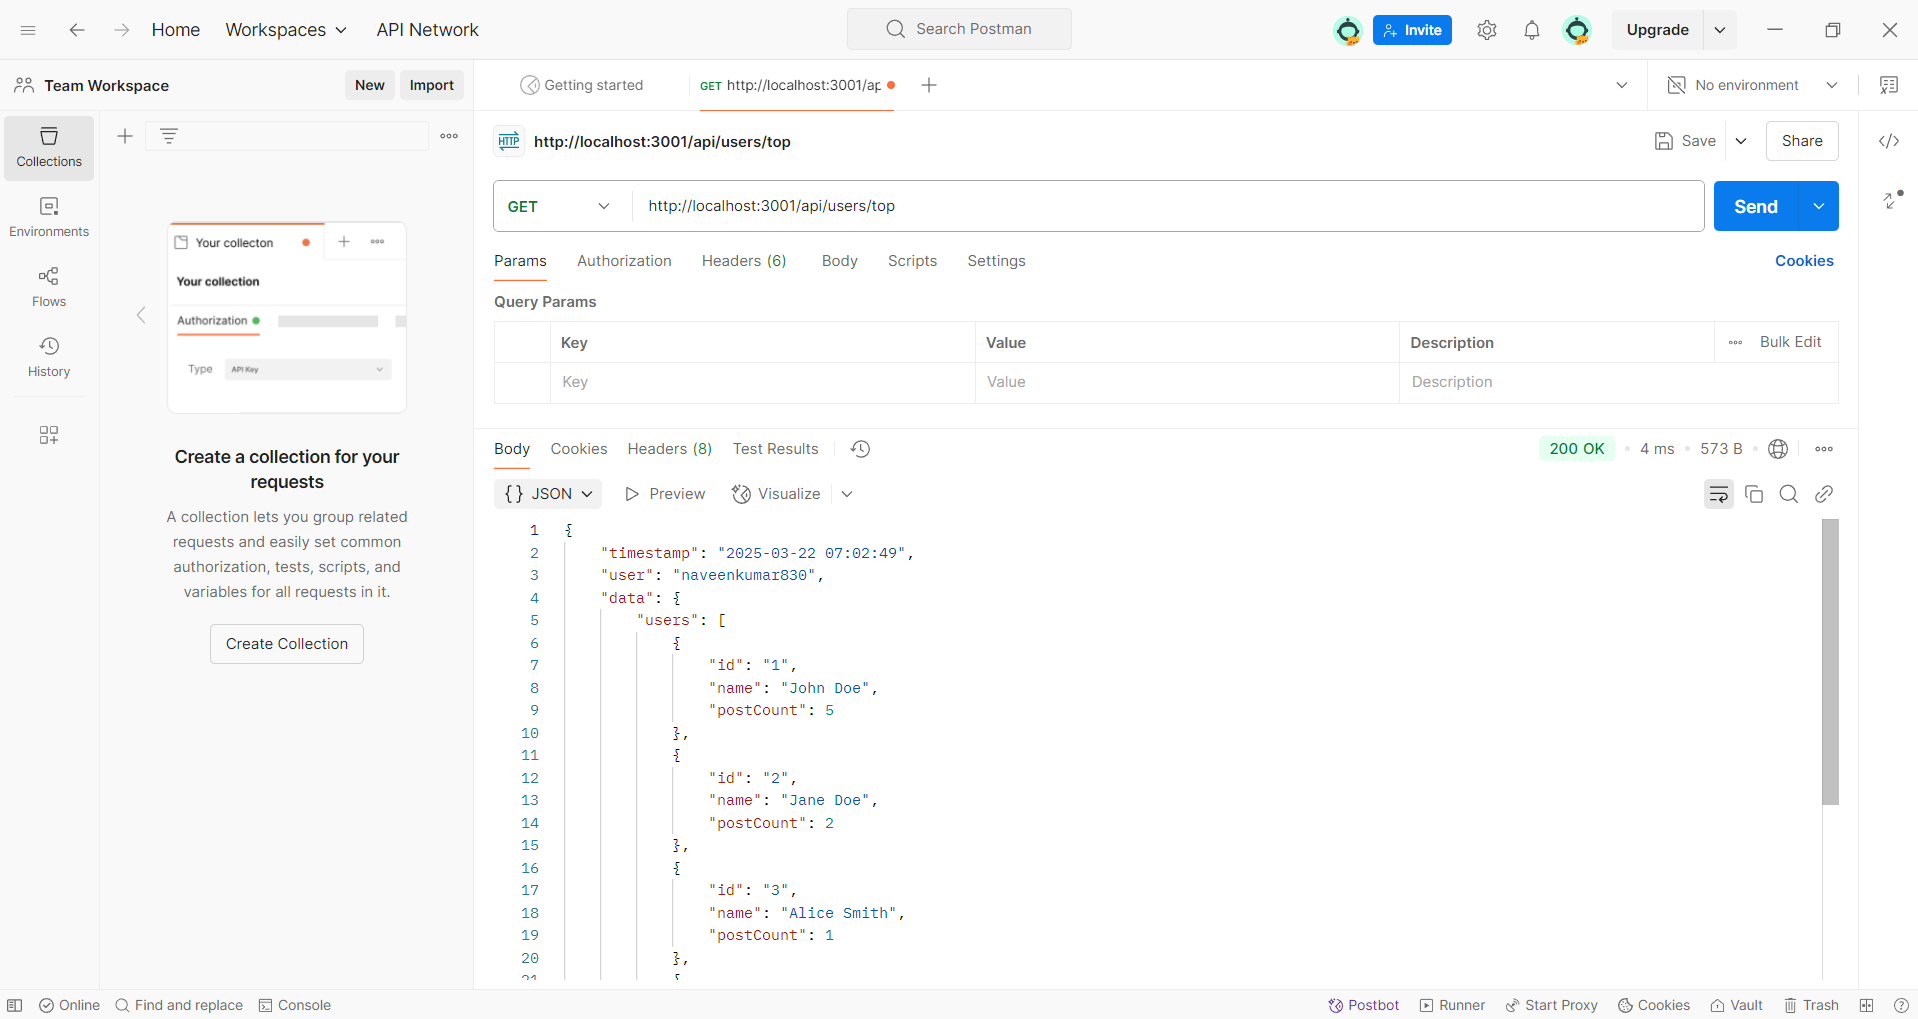 Home Workspaces API Network Search Postman Invite Upgrade
Team Workspace New Import Getting started GET http://localhost:3001/ap No environment
Collections
Environments
Flows
History
Your collecton
Your collection
Authorization
Type API Key
Create a collection for your
requests
A collection lets you group related
requests and easily set common
authorization, tests, scripts, and
variables for all requests in it.
Create Collection
HTTP http://localhost:3001/api/users/top Save Share
GET http://localhost:3001/api/users/top Send
Params Authorization Headers (6) Body Scripts Settings Cookies
Query Params
Key Value Description Bulk Edit
Key Value Description
Body Cookies Headers (8) Test Results 200 OK • 4 ms • 573 B •
{} JSON Preview Visualize
1 {
2 "timestamp": "2025-03-22 07:02:49",
3 "user": "naveenkumar830",
4 "data": {
5 "users": [
6 {
7 "id": "1",
8 "name": "John Doe",
9 "postCount": 5
10 },
11 {
12 "id": "2",
13 "name": "Jane Doe",
14 "postCount": 2
15 },
16 {
17 "id": "3",
18 "name": "Alice Smith",
19 "postCount": 1
20 },
21 {
Online Find and replace Console Postbot Runner Start Proxy Cookies Vault Trash